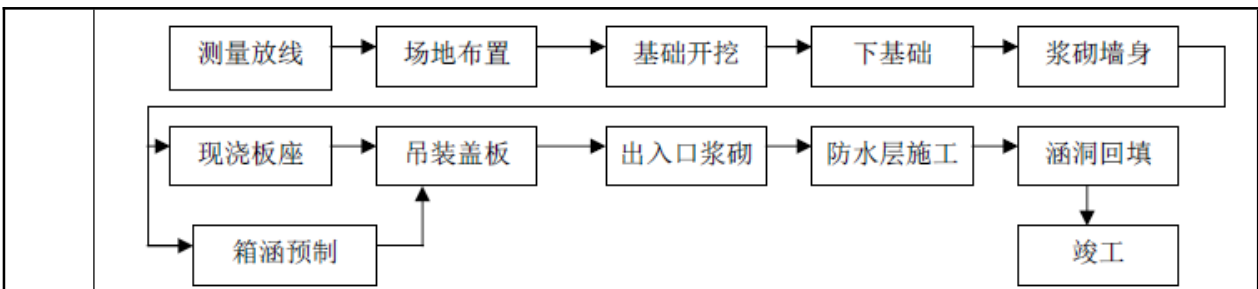 测量放线 场地布置 基础开挖 下基础 浆砌墙身
现浇板座 吊装盖板 出入口浆砌 防水层施工 涵洞回填
箱涵预制 竣工